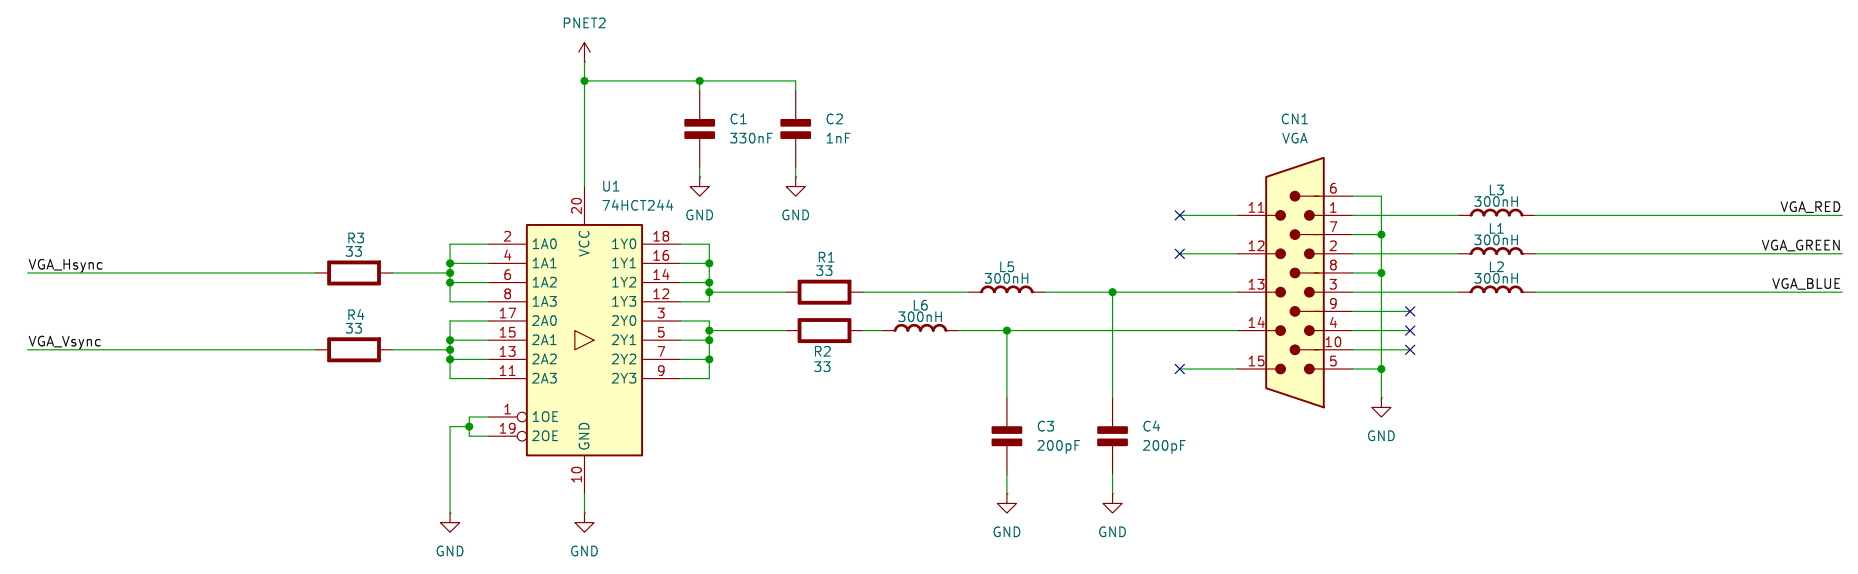 PNET2
C1
330nF
C2
1nF
GND
GND
U1
74HCT244
20
VCC
VGA_Hsync
R3
33
VGA_Vsync
R4
33
2
1A0
4
1A1
6
1A2
8
1A3
17
2A0
15
2A1
13
2A2
11
2A3
1
1OE
19
2OE
1Y0
18
1Y1
16
1Y2
14
1Y3
12
2Y0
3
2Y1
5
2Y2
7
2Y3
9
GND
10
GND
GND
R1
33
R2
33
L5
300nH
L6
300nH
C3
200pF
C4
200pF
GND
GND
CN1
VGA
11
12
13
14
15
6
1
7
2
8
3
9
4
10
5
GND
L3
300nH
VGA_RED
L1
300nH
VGA_GREEN
L2
300nH
VGA_BLUE